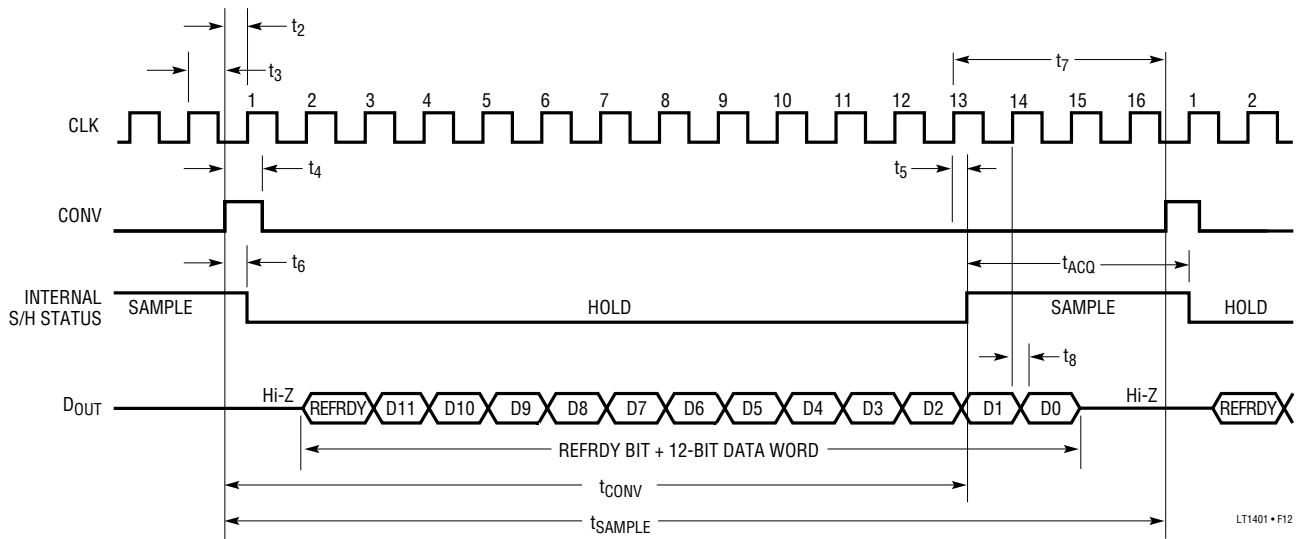 t2
t3
t7
1 2 3 4 5 6 7 8 9 10 11 12 13 14 15 16 1 2
CLK
t4
t5
CONV
t6
tACQ
INTERNAL
S/H STATUS
SAMPLE HOLD SAMPLE HOLD
t8
DOUT
Hi-Z REFRDY D11 D10 D9 D8 D7 D6 D5 D4 D3 D2 D1 D0 Hi-Z REFRDY
REFRDY BIT + 12-BIT DATA WORD
tCONV
tSAMPLE
LT1401 • F12